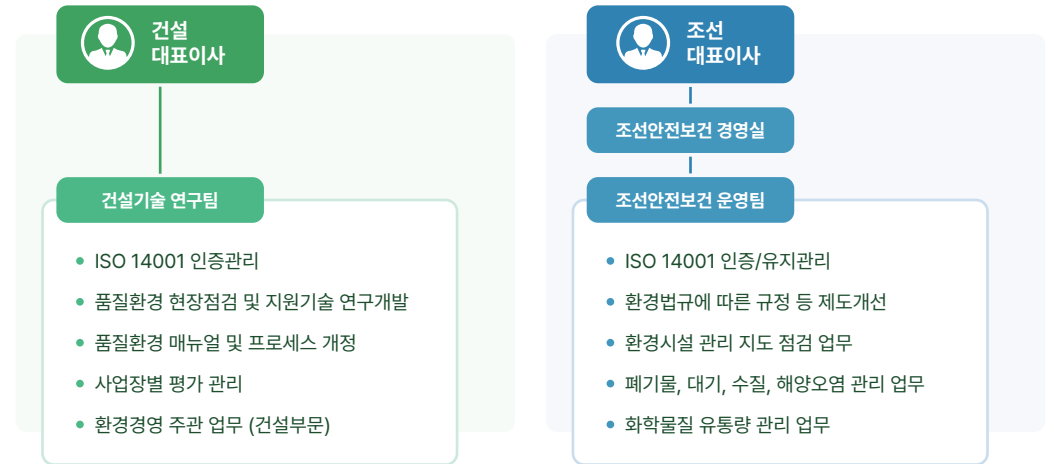 건설
대표이사
건설기술 연구팀
ISO 14001 인증관리
품질환경 현장점검 및 지원기술 연구개발
품질환경 매뉴얼 및 프로세스 개정
사업장별 평가 관리
환경경영 주관 업무 (건설부문)
조선
대표이사
조선안전보건 경영실
조선안전보건 운영팀
ISO 14001 인증/유지관리
환경법규에 따른 규정 등 제도개선
환경시설 관리 지도 점검 업무
폐기물, 대기, 수질, 해양오염 관리 업무
화학물질 유통량 관리 업무